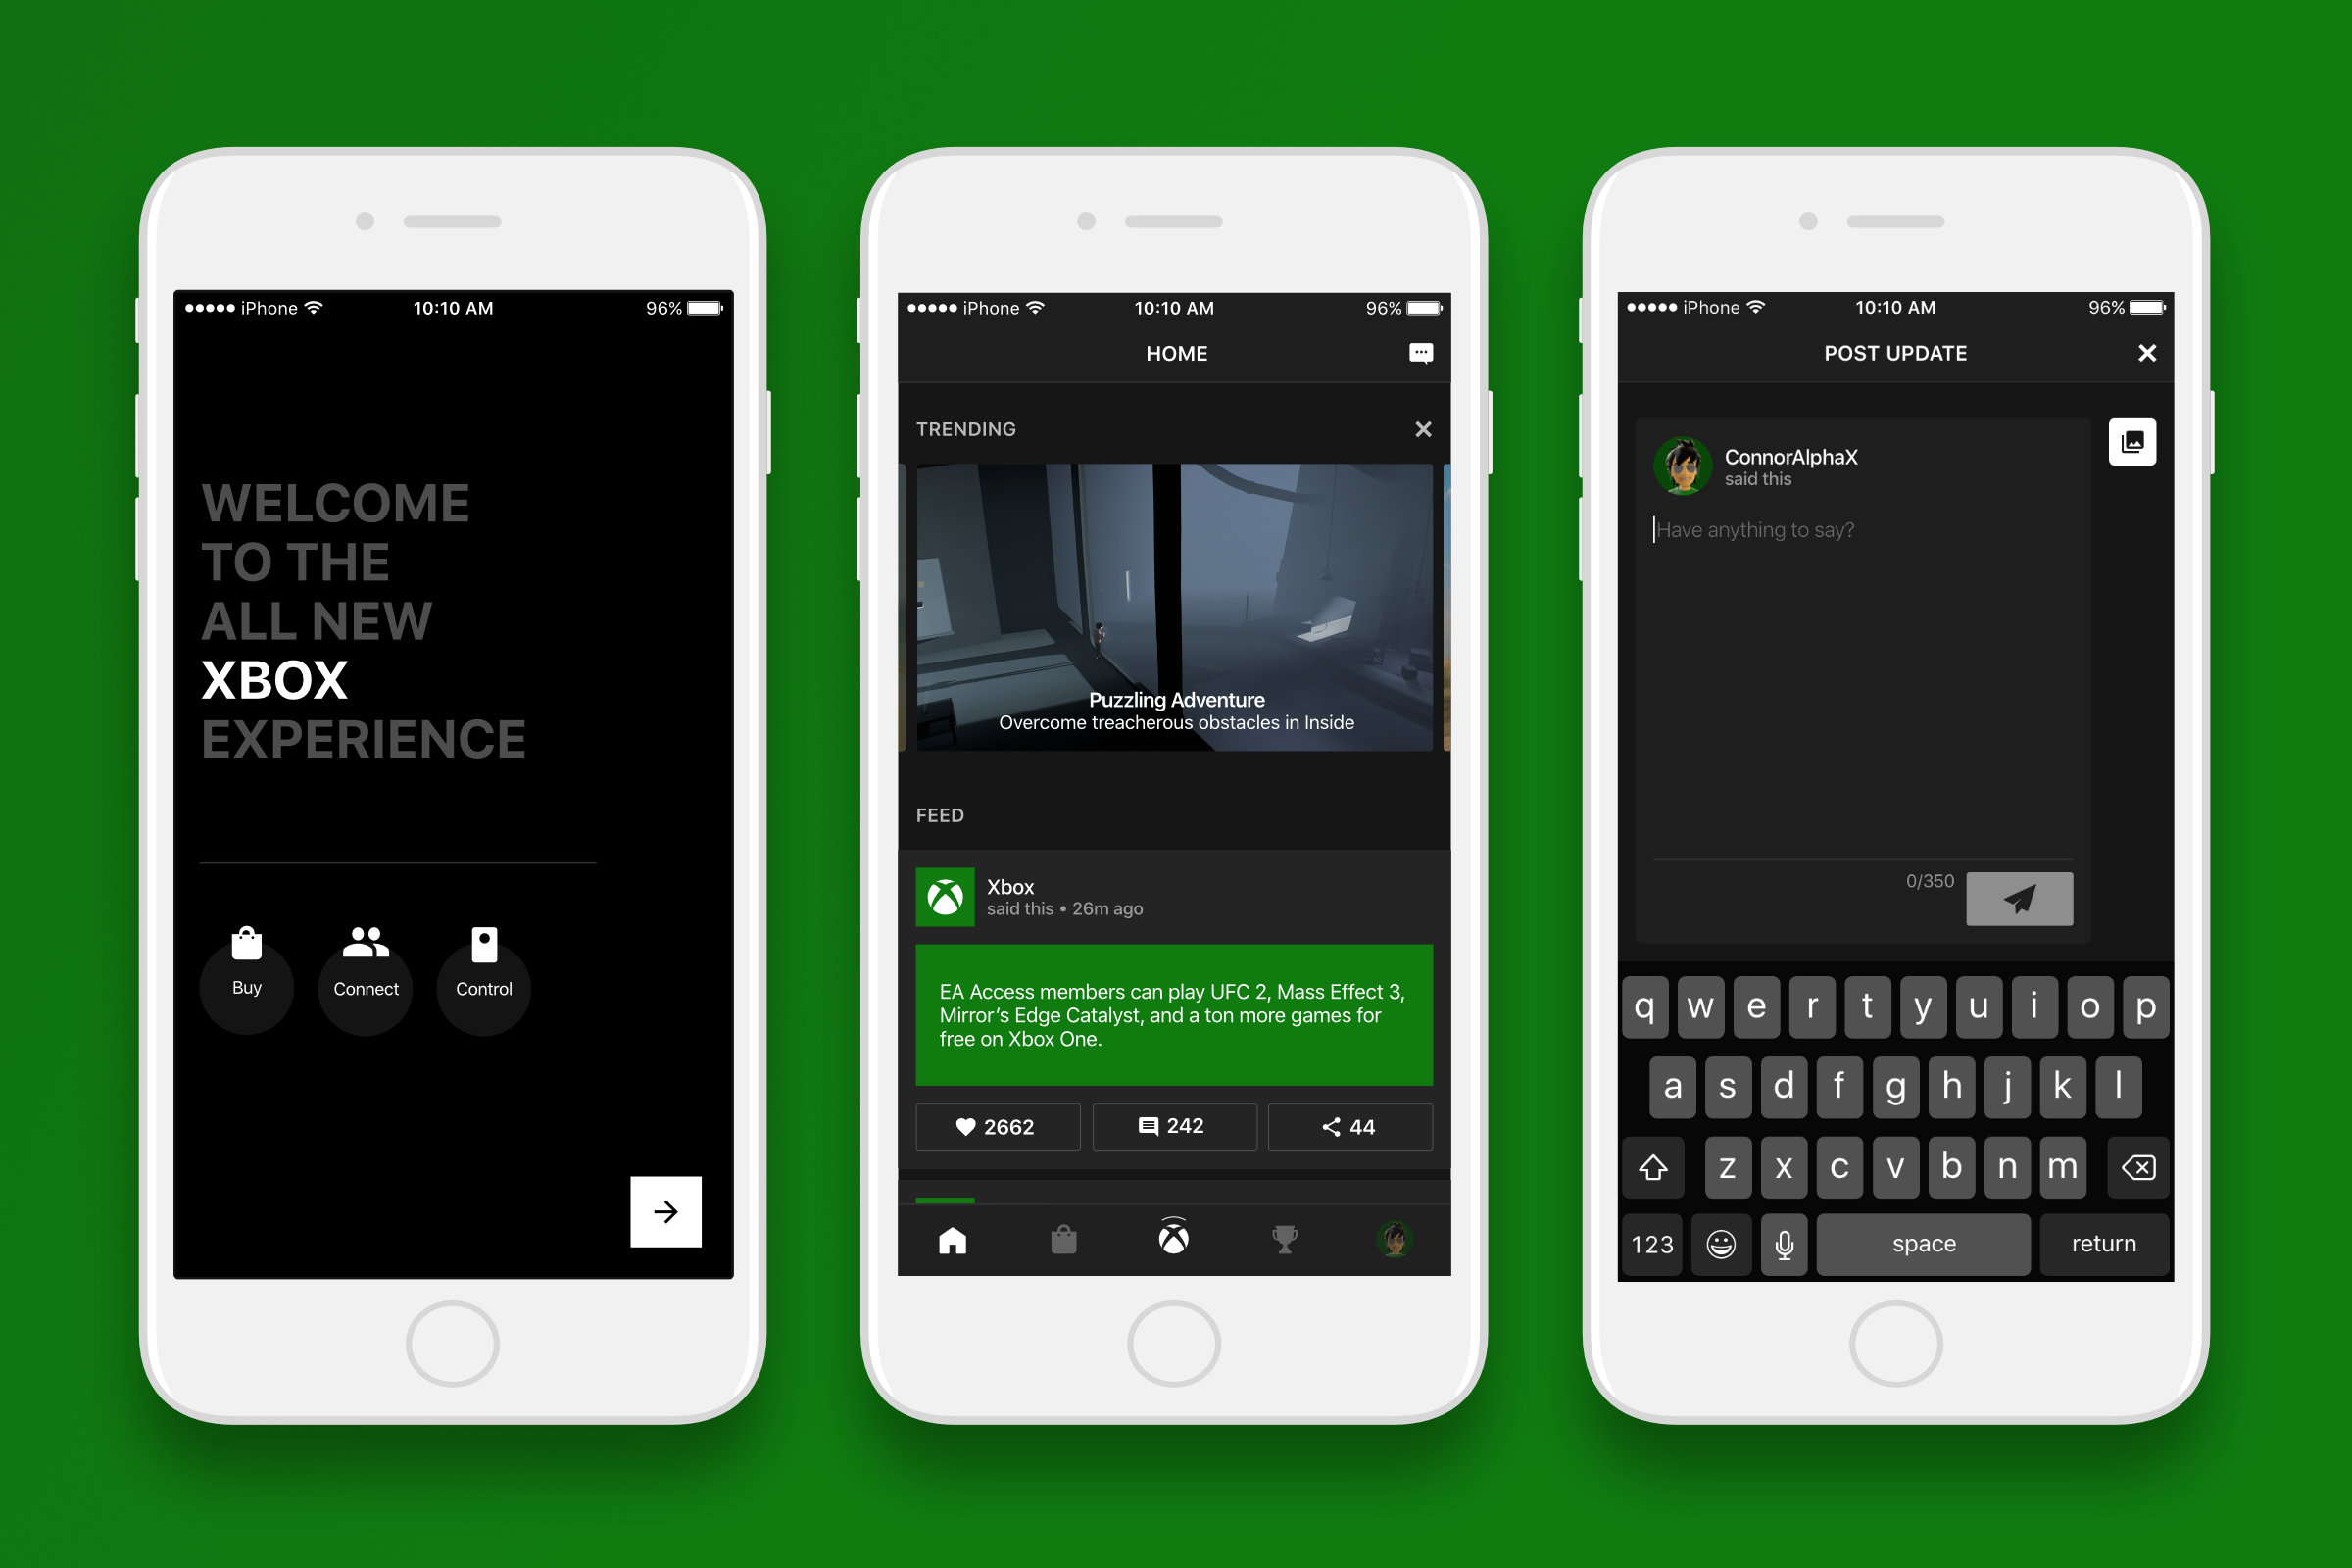 iPhone 10:10 AM 96%
WELCOME
TO THE
ALL NEW
XBOX
EXPERIENCE
Buy Connect Control
iPhone 10:10 AM 96%
HOME
TRENDING
Puzzling Adventure
Overcome treacherous obstacles in Inside
FEED
Xbox
said this • 26m ago
EA Access members can play UFC 2, Mass Effect 3,
Mirror’s Edge Catalyst, and a ton more games for
free on Xbox One.
2662 242 44
iPhone 10:10 AM 96%
POST UPDATE
ConnorAlphaX
said this
Have anything to say?
0/350
q w e r t y u i o p
a s d f g h j k l
z x c v b n m
123 space return